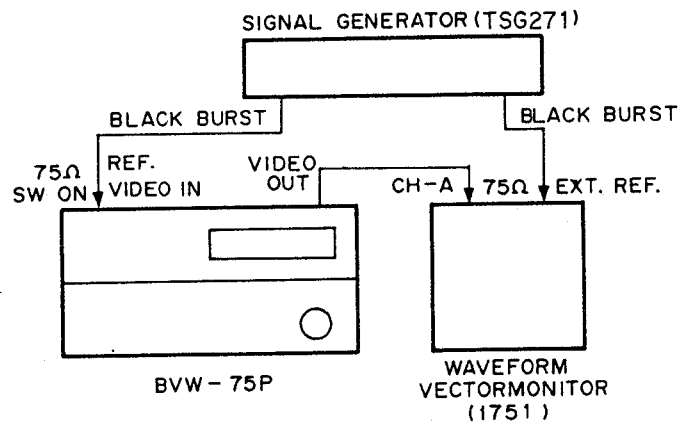 SIGNAL GENERATOR (TSG271)
BLACK BURST
BLACK BURST
75Ω
SW ON
REF.
VIDEO IN
VIDEO
OUT
CH-A
75Ω
EXT. REF.
BVW-75P
WAVEFORM
VECTORMONITOR
(1751)